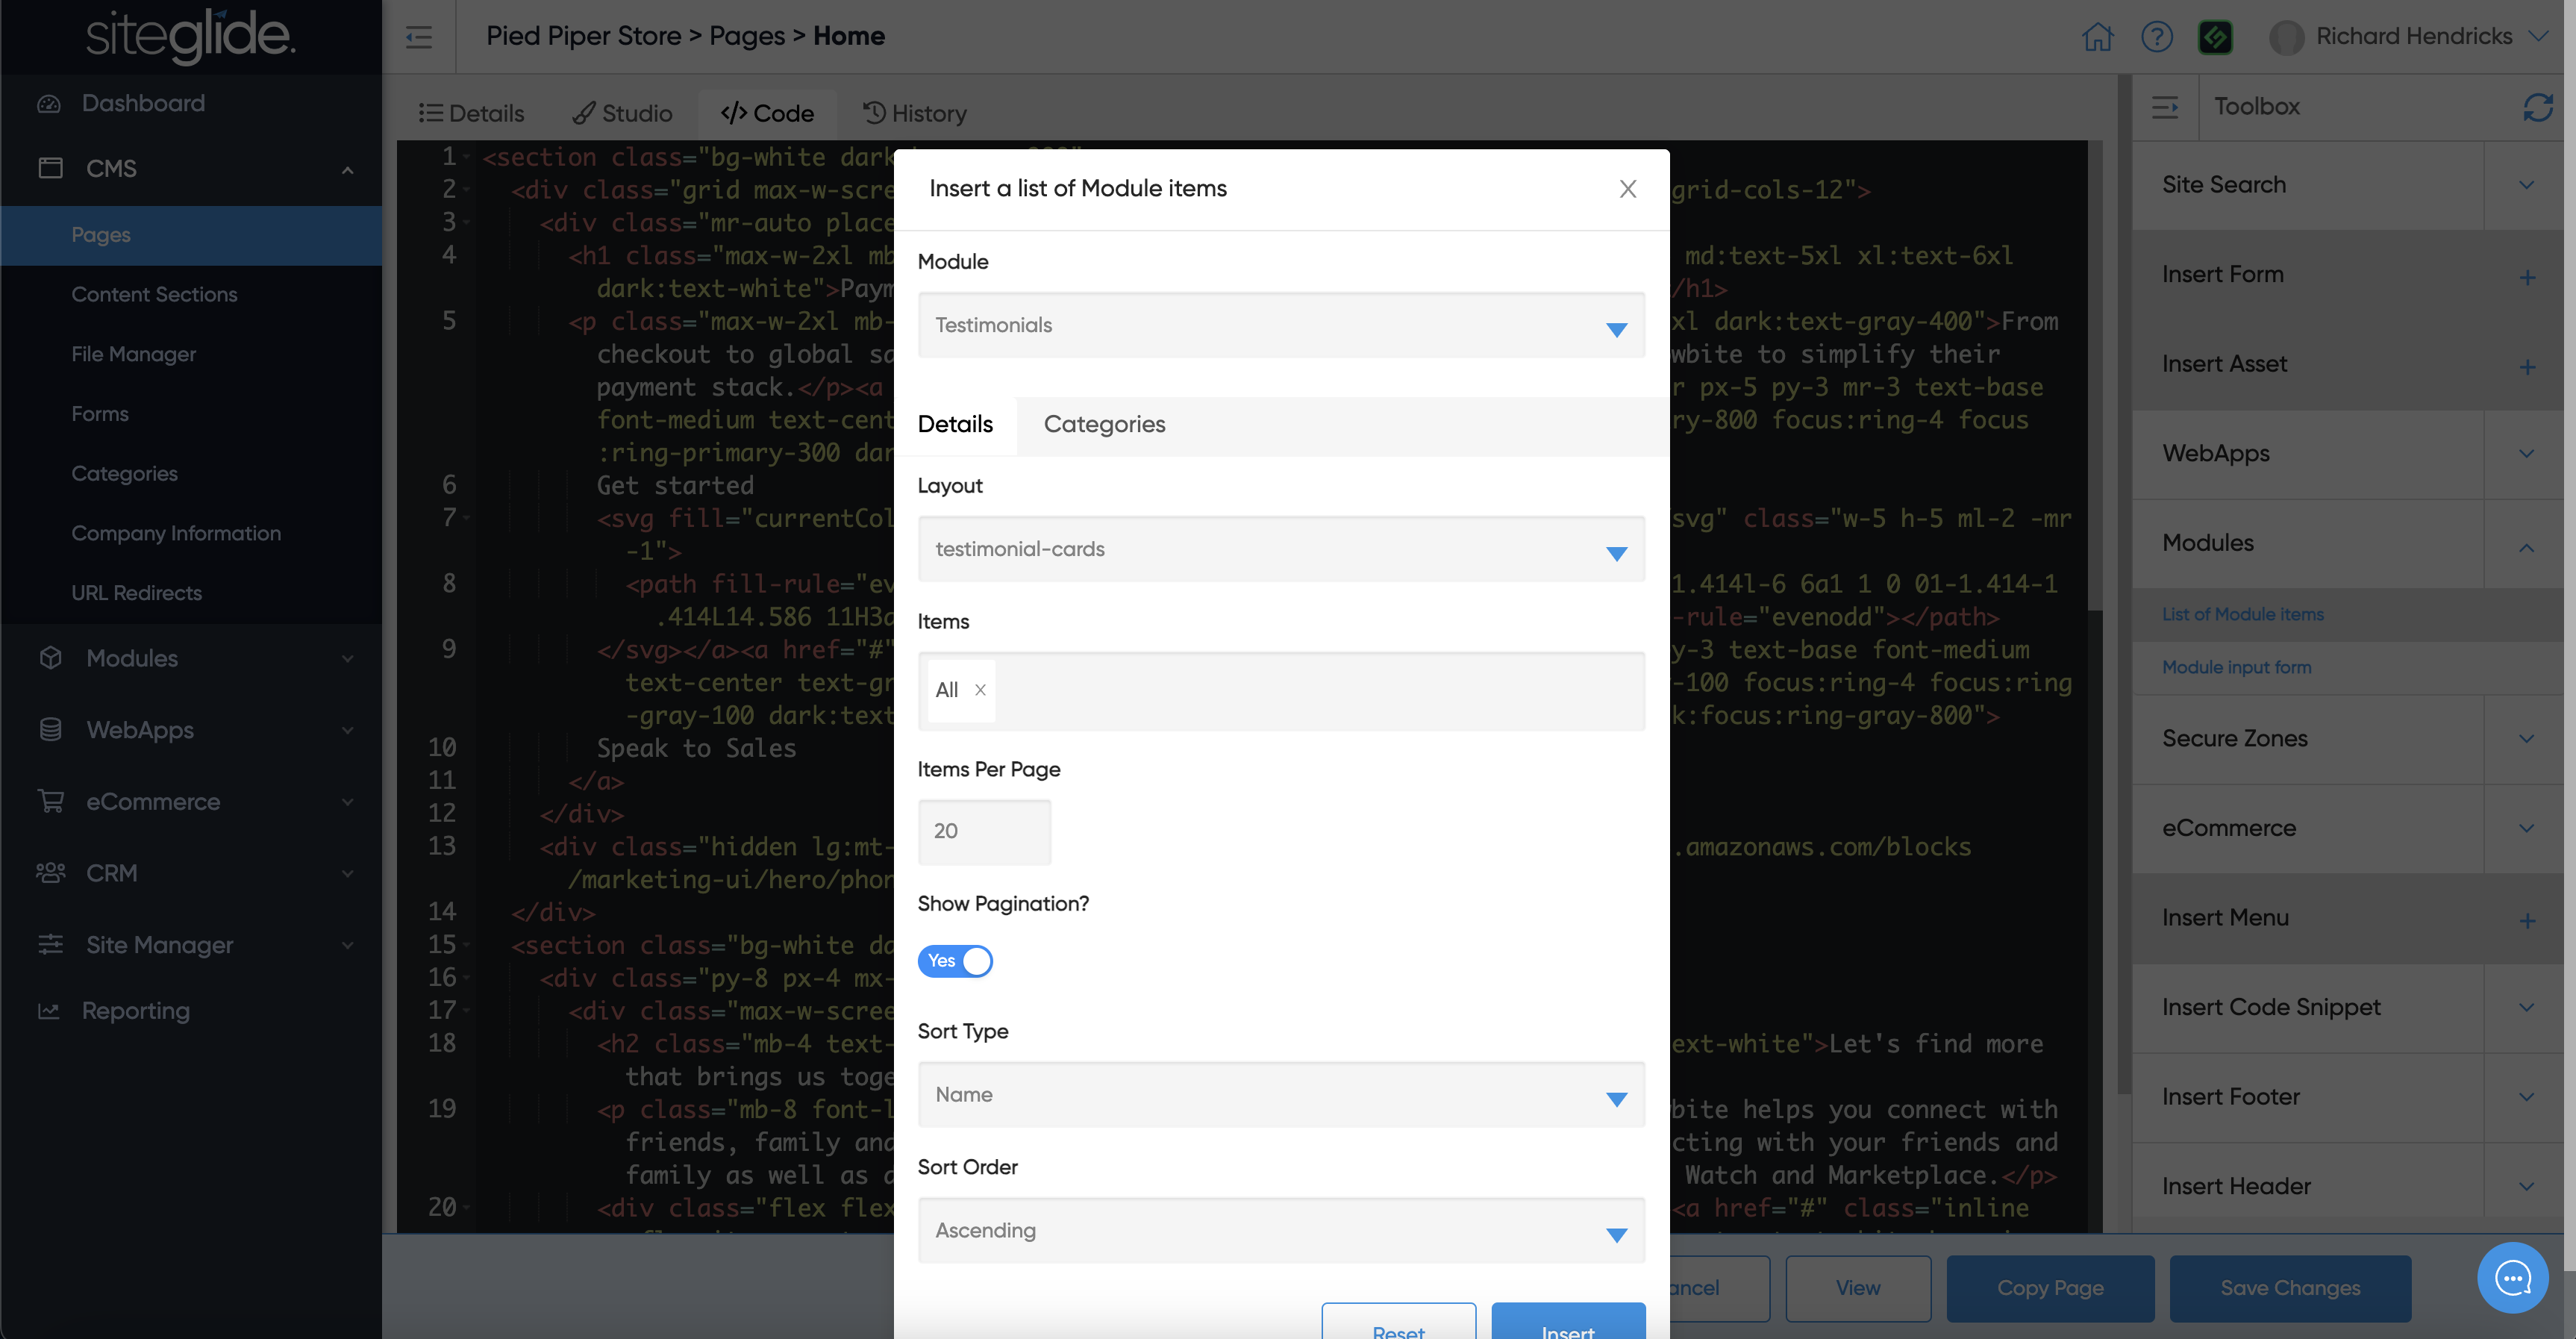 siteglide.
Dashboard
CMS
Pages
Content Sections
File Manager
Forms
Categories
Company Information
URL Redirects
Modules
WebApps
eCommerce
CRM
Site Manager
Reporting
Pied Piper Store > Pages > Home
Richard Hendricks
Details
Studio
</> Code
History
1 <section class="bg-white dark
2 <div class="grid max-w-scre grid-cols-12">
3 <div class="mr-auto place
4 <h1 class="max-w-2xl mb md:text-5xl xl:text-6xl
dark:text-white">Paym /h1>
5 <p class="max-w-2xl mb- xl dark:text-gray-400">From
checkout to global sa wbite to simplify their
payment stack.</p><a r px-5 py-3 mr-3 text-base
font-medium text-cent ry-800 focus:ring-4 focus
:ring-primary-300 dar
6 Get started
7 <svg fill="currentCol /svg" class="w-5 h-5 ml-2 -mr
-1">
8 <path fill-rule="ev 1.414l-6 6a1 1 0 01-1.414-1
.414L14.586 11H3a -rule="evenodd"></path>
9 </svg></a><a href="#" y-3 text-base font-medium
text-center text-gr -100 focus:ring-4 focus:ring
-gray-100 dark:text k:focus:ring-gray-800">
10 Speak to Sales
11 </a>
12 </div>
13 <div class="hidden lg:mt- .amazonaws.com/blocks
/marketing-ui/hero/phon
14 </div>
15 <section class="bg-white da
16 <div class="py-8 px-4 mx-
17 <div class="max-w-scree
18 <h2 class="mb-4 text- ext-white">Let's find more
that brings us toge
19 <p class="mb-8 font-l bite helps you connect with
friends, family and cting with your friends and
family as well as a Watch and Marketplace.</p>
20 <div class="flex flex <a href="#" class="inline
Insert a list of Module items
X
Module
Testimonials
Details
Categories
Layout
testimonial-cards
Items
All x
Items Per Page
20
Show Pagination?
Yes
Sort Type
Name
Sort Order
Ascending
Reset
Insert
ancel
View
Copy Page
Save Changes
Toolbox
Site Search
Insert Form +
Insert Asset +
WebApps
Modules
List of Module items
Module input form
Secure Zones
eCommerce
Insert Menu +
Insert Code Snippet
Insert Footer
Insert Header